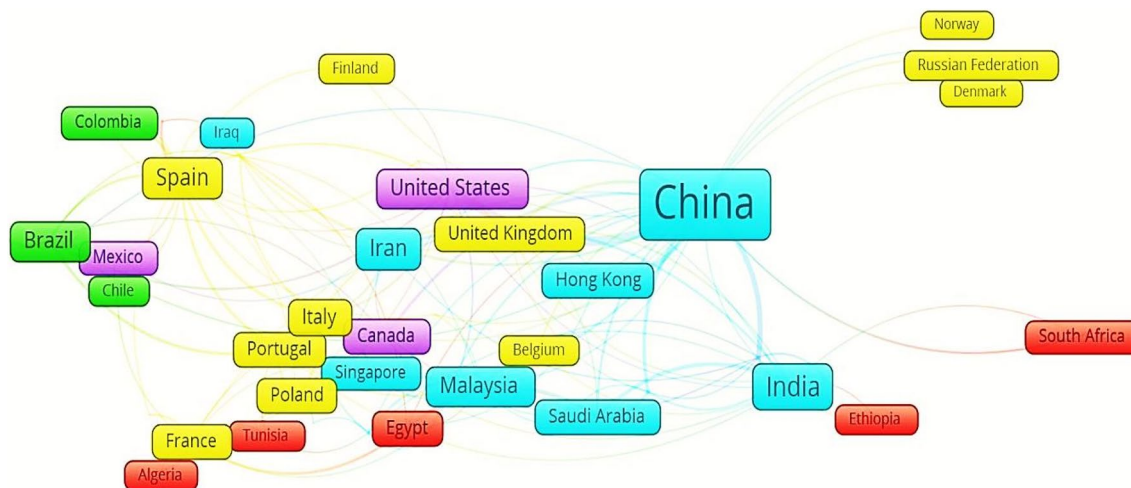 Norway
Russian Federation
Finland
Denmark
Colombia
Iraq
Spain
United States
China
United Kingdom
Brazil
Iran
Mexico
Hong Kong
Chile
Italy
Canada
South Africa
Portugal
Belgium
Singapore
Malaysia
India
Poland
Saudi Arabia
Ethiopia
Egypt
Tunisia
France
Algeria